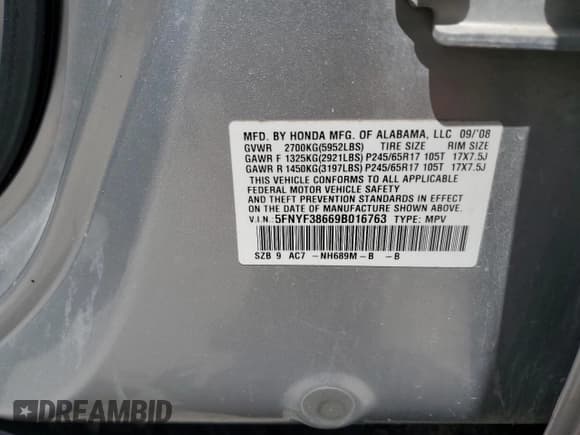 MFD. BY HONDA MFG. OF ALABAMA, LLC 09/'08
GVWR 2700KG(5952LBS) TIRE SIZE RIM SIZE
GAWR F 1325KG(2921LBS) P245/65R17 105T 17X7.5J
GAWR R 1450KG(3197LBS) P245/65R17 105T 17X7.5J
THIS VEHICLE CONFORMS TO ALL APPLICABLE
FEDERAL MOTOR VEHICLE SAFETY
AND THEFT PREVENTION STANDARDS IN EFFECT
ON THE DATE OF MANUFACTURE SHOWN ABOVE.
V.I.N.: 5FNYF38669B016763 TYPE: MPV
SZB 9 AC7 -NH689M-B -B
DREAMBID